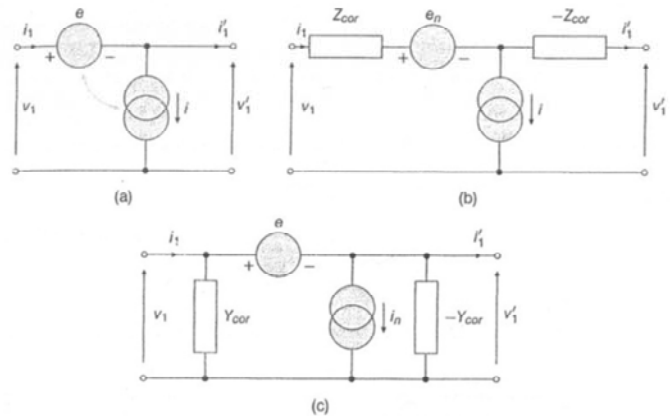 e
i₁
+
−
i′₁
v₁
i
v′₁
(a)
i₁
Zcor
eₙ
+
−
−Zcor
i′₁
v₁
i
v′₁
(b)
i₁
e
+
−
i′₁
v₁
Ycor
iₙ
−Ycor
v′₁
(c)